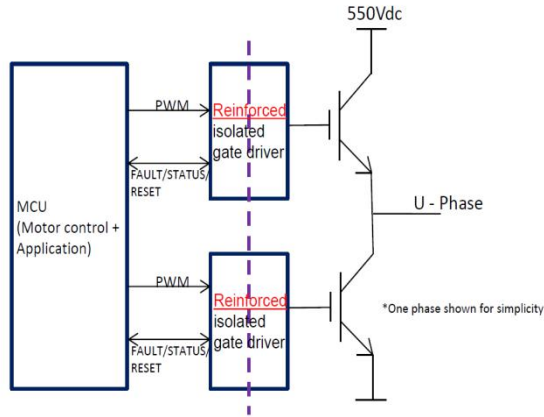 550Vdc
PWM
Reinforced
isolated
gate driver
FAULT/STATUS/
RESET
MCU
(Motor control +
Application)
U - Phase
PWM
Reinforced
isolated
gate driver
FAULT/STATUS/
RESET
*One phase shown for simplicity